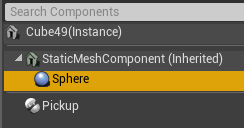 Search Components
Cube49(Instance)
StaticMeshComponent (Inherited)
Sphere
Pickup